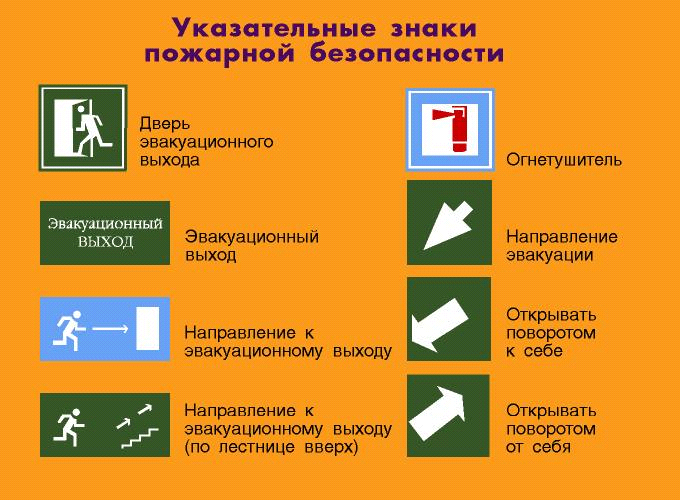 Указательные знаки
пожарной безопасности
Дверь
эвакуационного
выхода
Эвакуационный
ВЫХОД
Эвакуационный
выход
Направление к
эвакуационному выходу
Направление к
эвакуационному выходу
(по лестнице вверх)
Огнетушитель
Направление
эвакуации
Открывать
поворотом
к себе
Открывать
поворотом
от себя